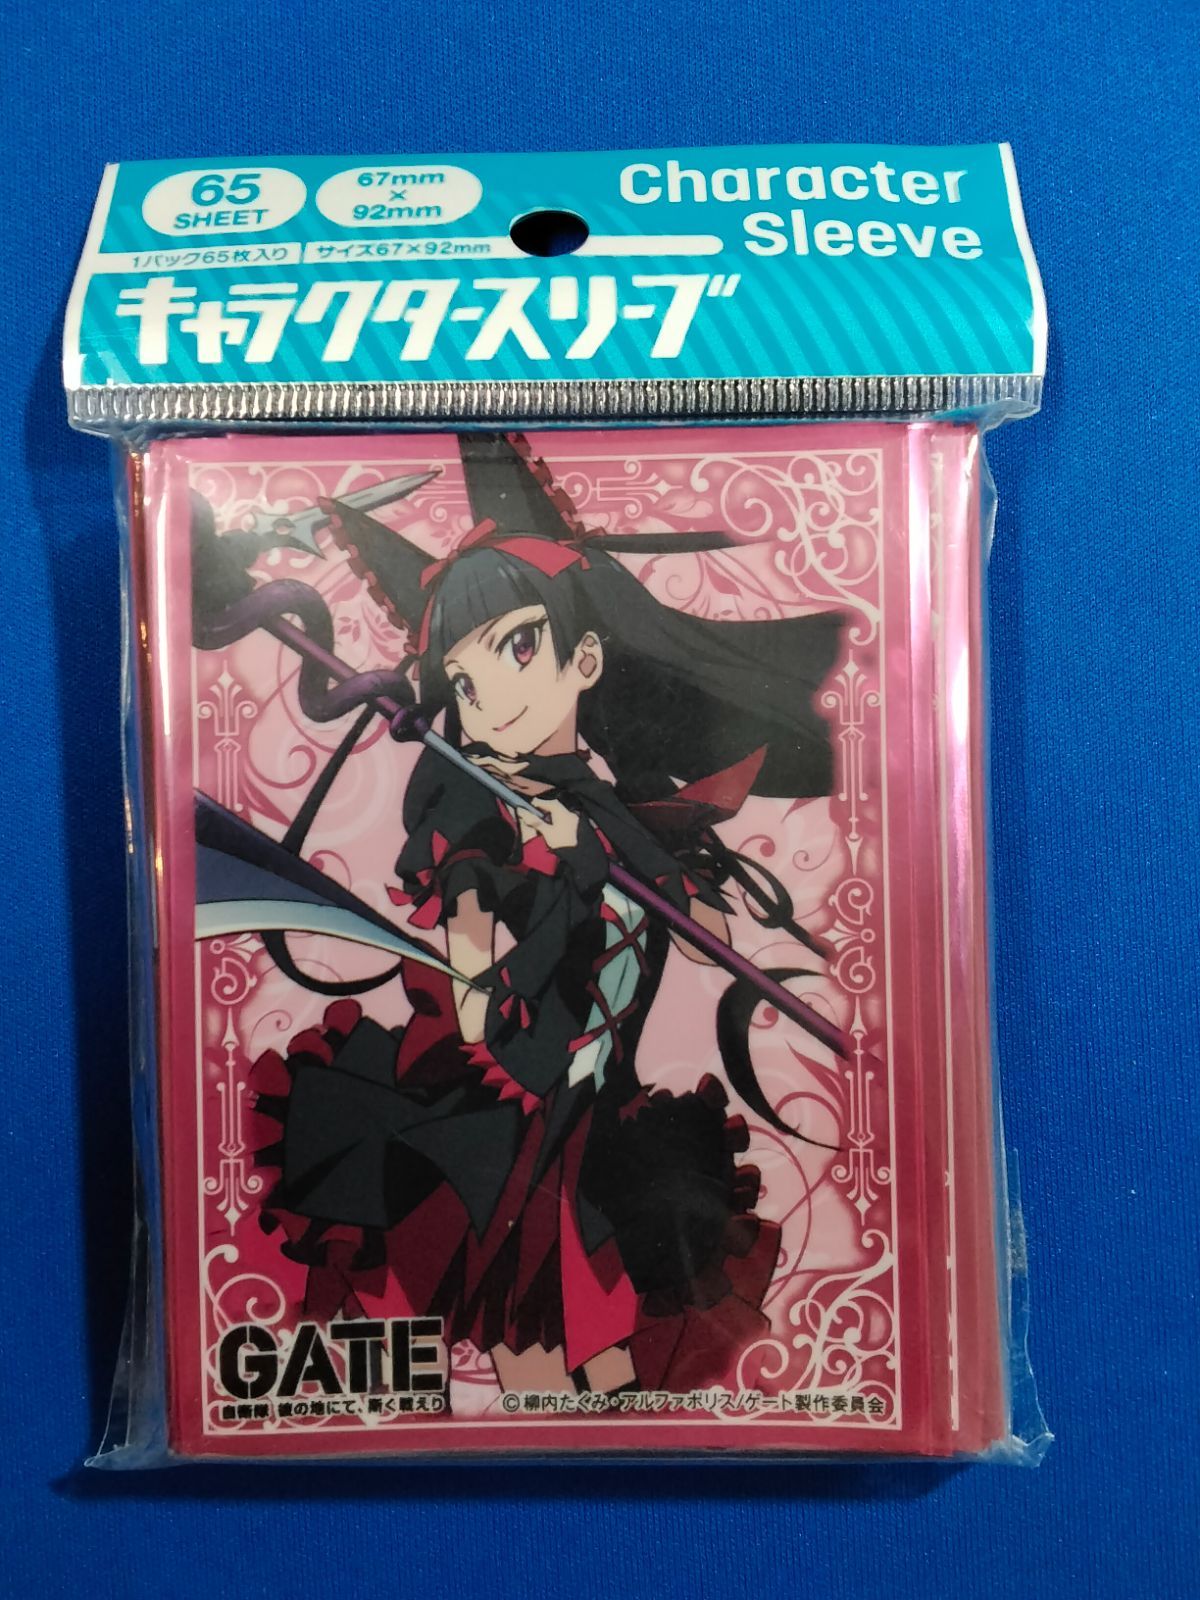 65
SHEET
67mm
×
92mm
Character
Sleeve
1パック65枚入り
サイズ67×92mm
キャラクタースリーブ
GATE
自衛隊 彼の地にて、斯く戦えり
©柳内たくみ・アルファポリス/ゲート製作委員会